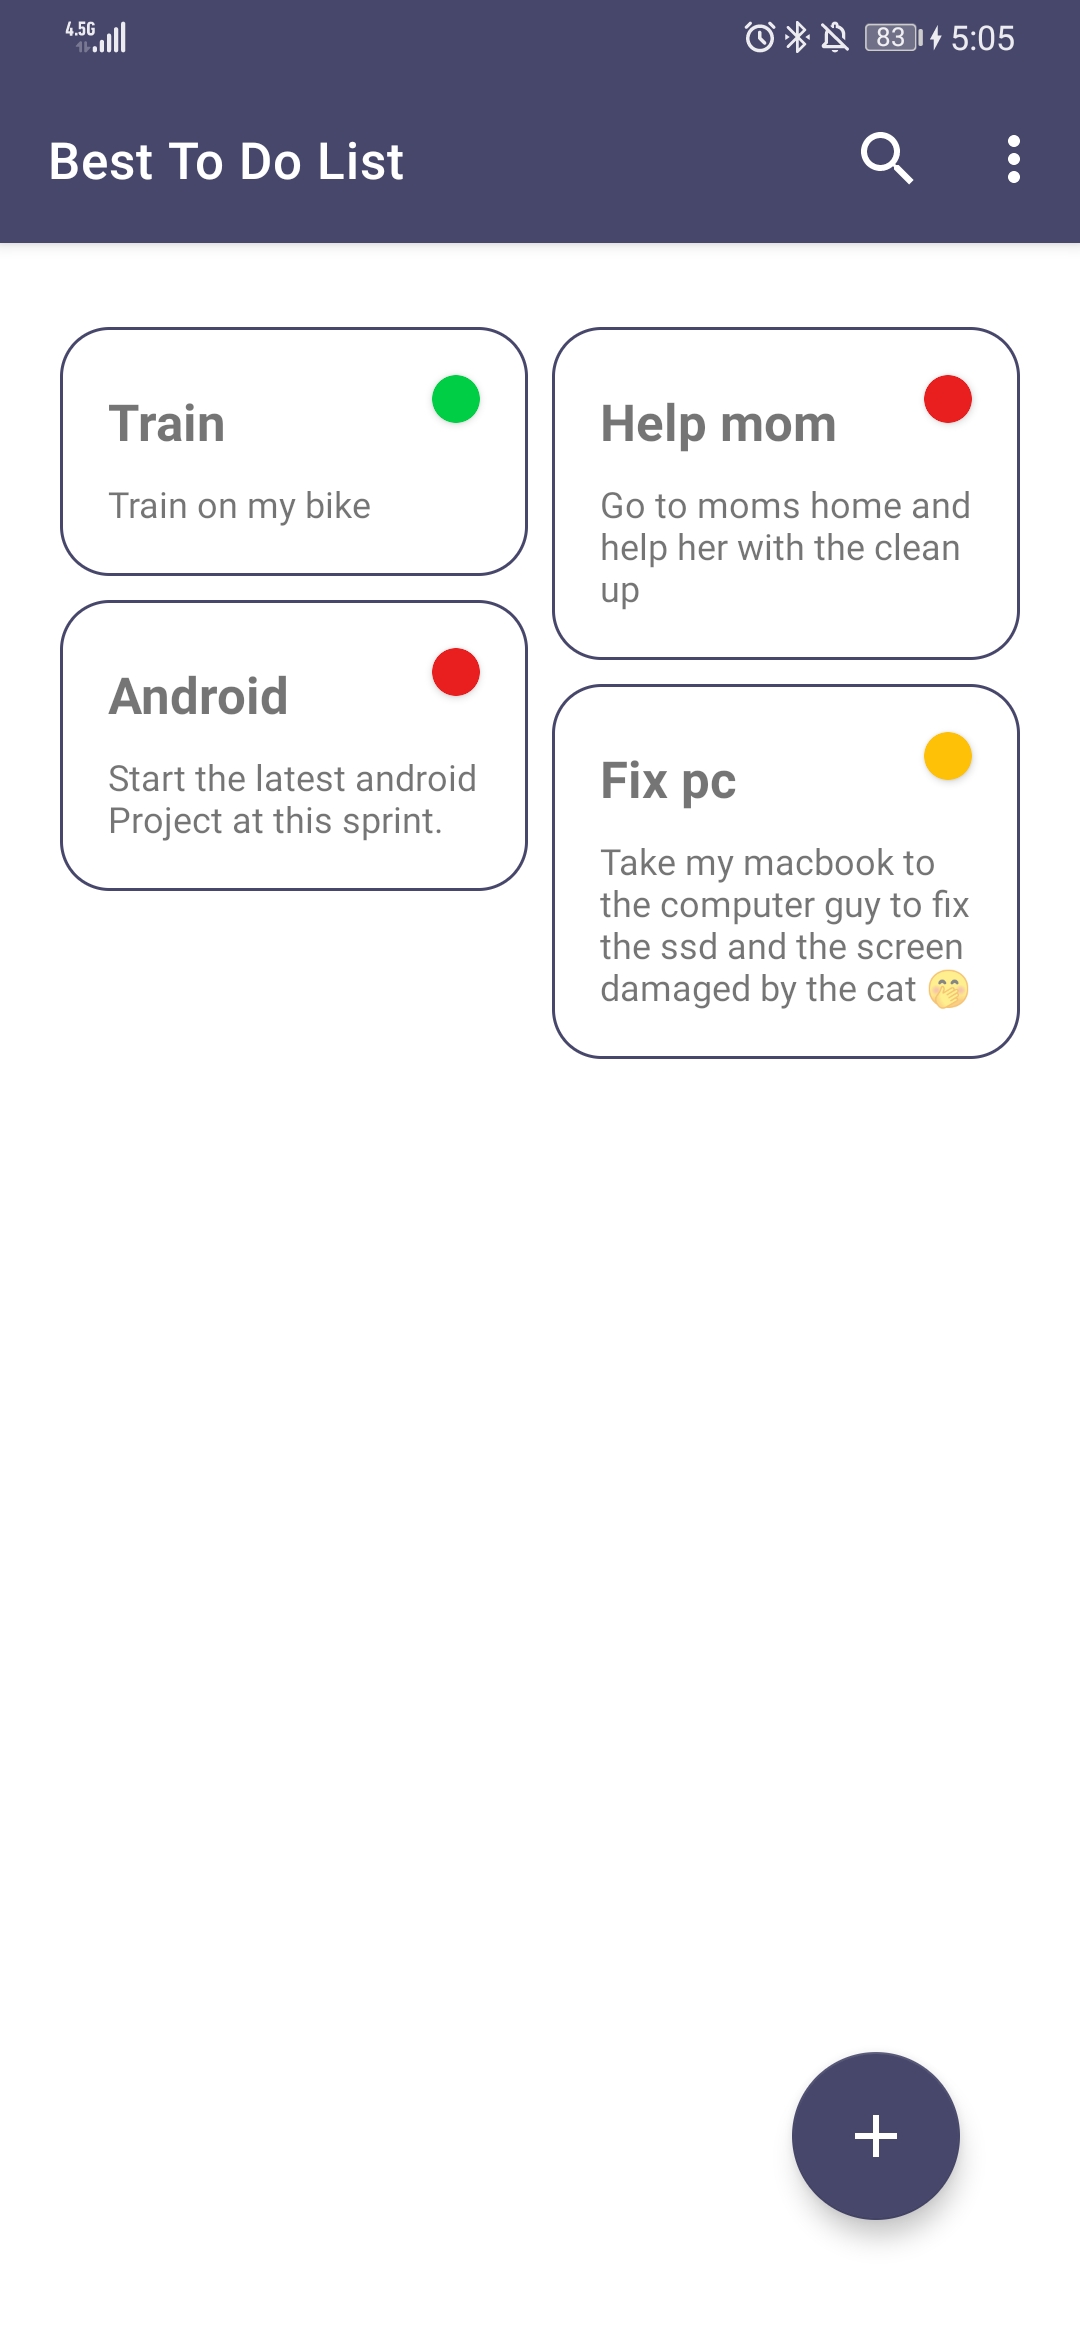 4.5G
83 5:05
Best To Do List
Train
Train on my bike
Help mom
Go to moms home and
help her with the clean
up
Android
Start the latest android
Project at this sprint.
Fix pc
Take my macbook to
the computer guy to fix
the ssd and the screen
damaged by the cat 🤭